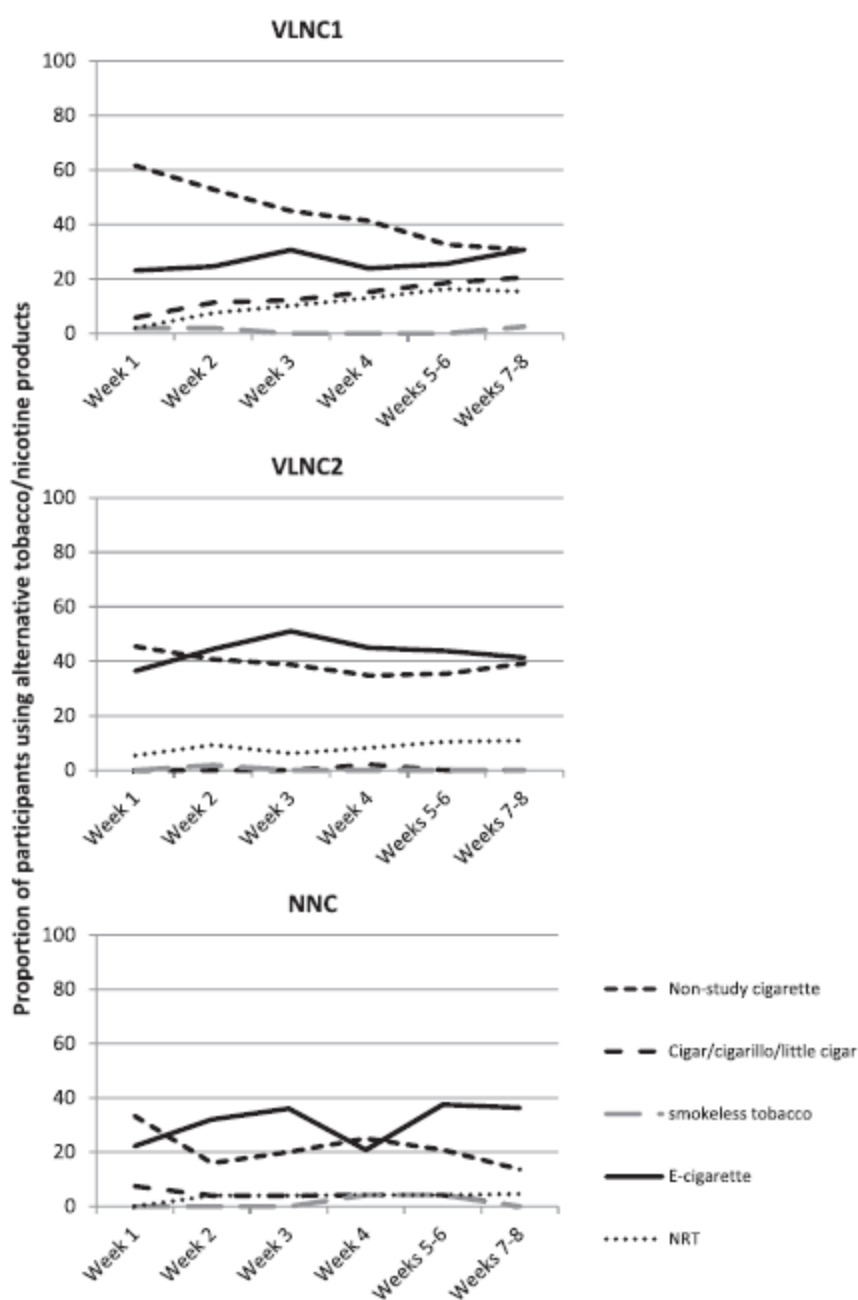 VLNC1
100
80
60
40
20
0
Week 1
Week 2
Week 3
Week 4
Weeks 5-6
Weeks 7-8
Proportion of participants using alternative tobacco/nicotine products
VLNC2
100
80
60
40
20
0
Week 1
Week 2
Week 3
Week 4
Weeks 5-6
Weeks 7-8
NNC
100
80
60
40
20
0
Week 1
Week 2
Week 3
Week 4
Weeks 5-6
Weeks 7-8
Non-study cigarette
Cigar/cigarillo/little cigar
smokeless tobacco
E-cigarette
NRT